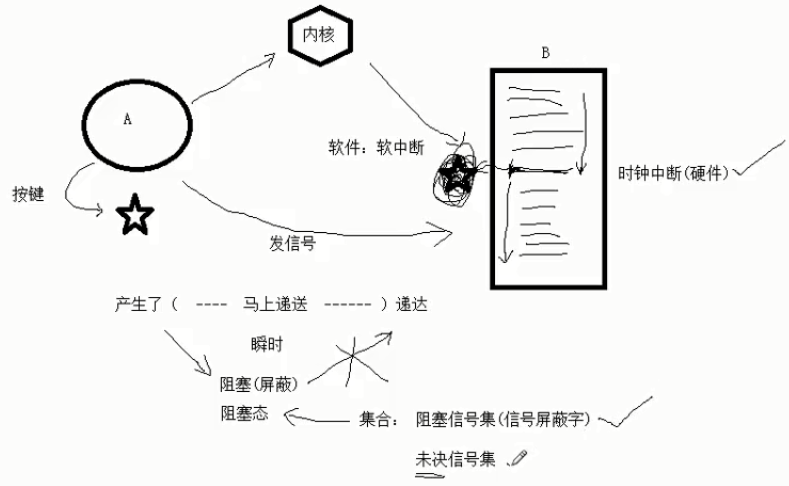 内核
B
A
软件：软中断
时钟中断(硬件)
按键
发信号
产生了（ ---- 马上递送 ------ ）递达
瞬时
阻塞(屏蔽)
阻塞态
集合： 阻塞信号集(信号屏蔽字)
未决信号集